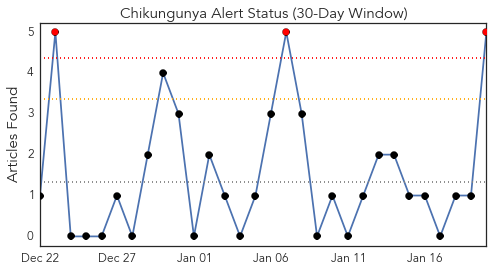 Chikungunya Alert Status (30-Day Window)
Articles Found
5
4
3
2
1
0
Dec 22 Dec 27 Jan 01 Jan 06 Jan 11 Jan 16